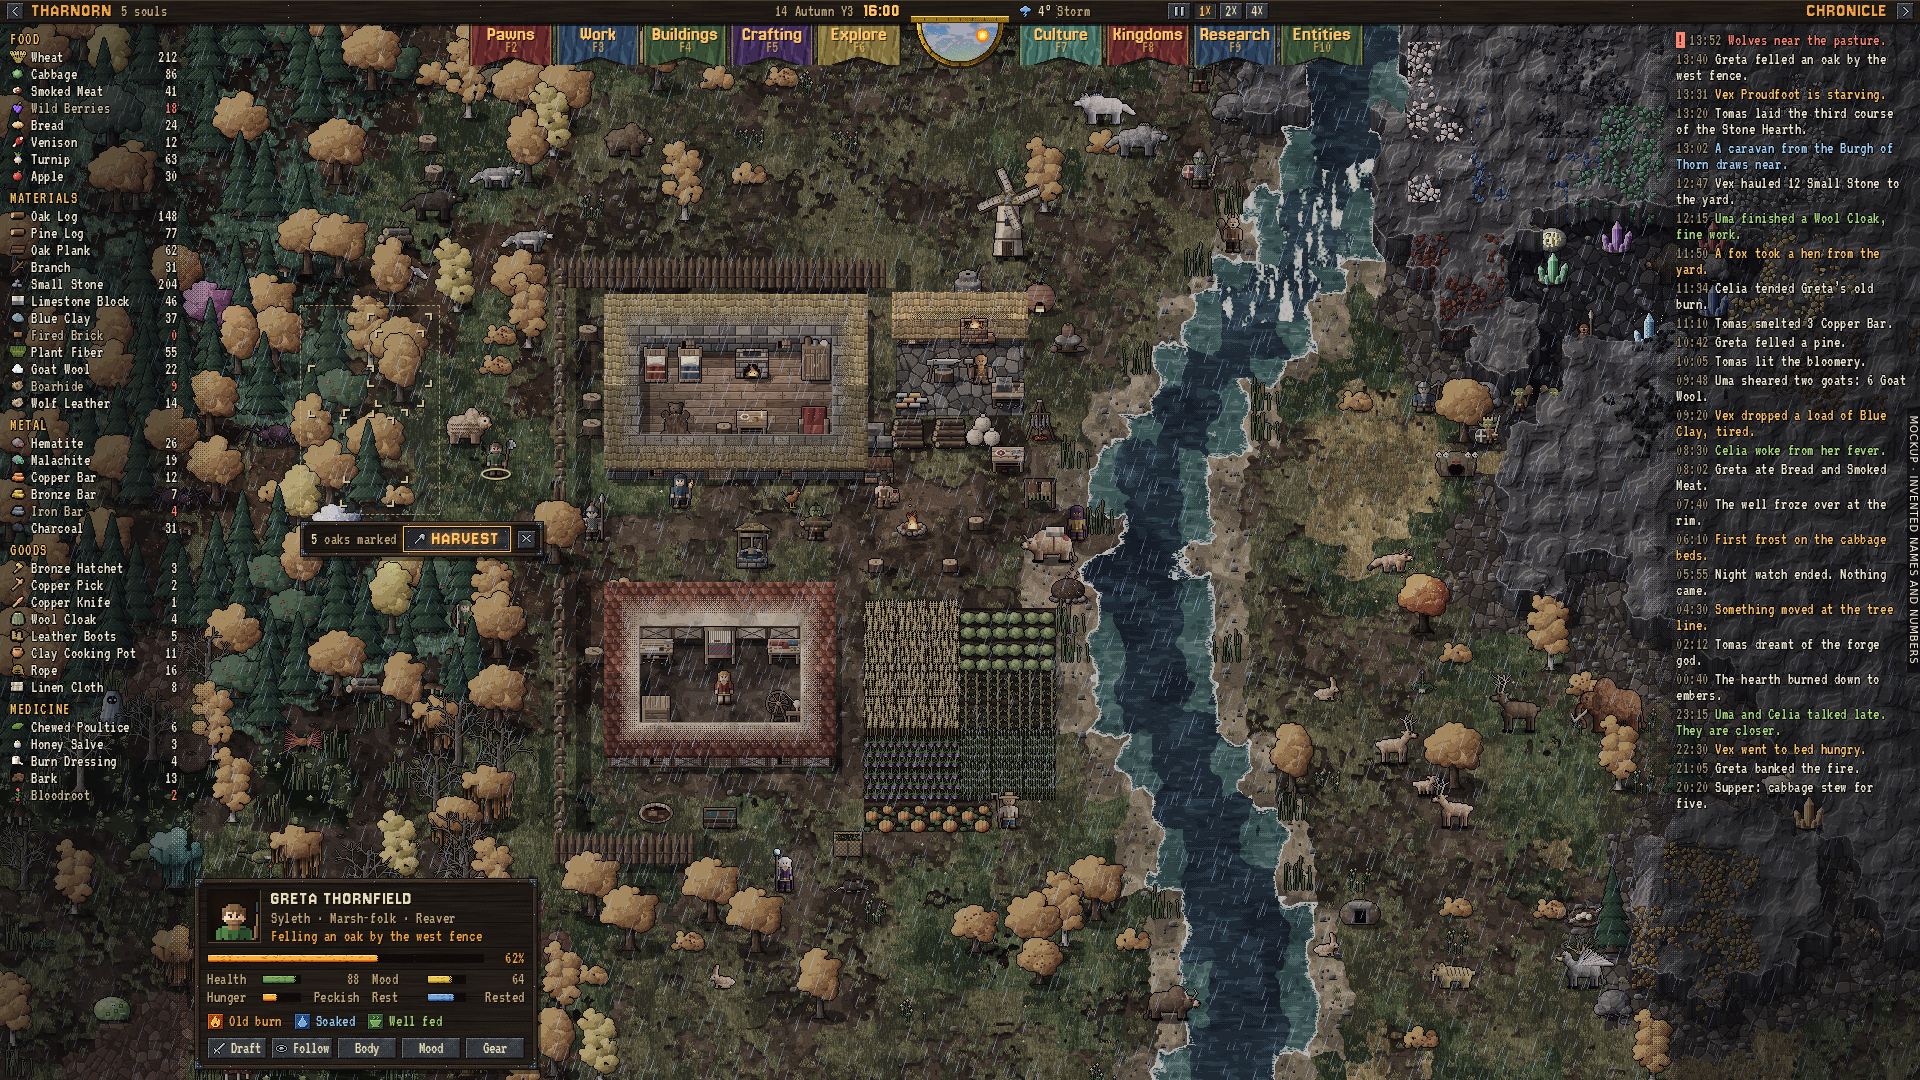 THARNORN 5 souls
14 Autumn Y3 16:00
4° Storm
1X 2X 4X
CHRONICLE
Pawns F2
Work F3
Buildings F4
Crafting F5
Explore F6
Culture F7
Kingdoms F8
Research F9
Entities F10
FOOD
Wheat 212
Cabbage 86
Smoked Meat 41
Wild Berries 18
Bread 24
Venison 12
Turnip 63
Apple 30
MATERIALS
Oak Log 148
Pine Log 77
Oak Plank 62
Branch 31
Small Stone 204
Limestone Block 46
Blue Clay 37
Fired Brick 0
Plant Fiber 55
Goat Wool 22
Boarhide 9
Wolf Leather 14
METAL
Hematite 26
Malachite 19
Copper Bar 12
Bronze Bar 7
Iron Bar 4
Charcoal 31
GOODS
Bronze Hatchet 3
Copper Pick 2
Copper Knife 1
Wool Cloak 4
Leather Boots 5
Clay Cooking Pot 11
Rope 16
Linen Cloth 8
MEDICINE
Chewed Poultice 6
Honey Salve 3
Burn Dressing 4
Bark 13
Bloodroot 2
5 oaks marked HARVEST
GRETA THORNFIELD
Syleth · Marsh-folk · Reaver
Felling an oak by the west fence
62%
Health 88 Mood 64
Hunger Peckish Rest Rested
Old burn Soaked Well fed
Draft Follow Body Mood Gear
! 13:52 Wolves near the pasture.
13:40 Greta felled an oak by the
west fence.
13:31 Vex Proudfoot is starving.
13:20 Tomas laid the third course
of the Stone Hearth.
13:02 A caravan from the Burgh of
Thorn draws near.
12:47 Vex hauled 12 Small Stone to
the yard.
12:15 Uma finished a Wool Cloak,
fine work.
11:50 A fox took a hen from the
yard.
11:34 Celia tended Greta's old
burn.
11:10 Tomas smelted 3 Copper Bar.
10:42 Greta felled a pine.
10:05 Tomas lit the bloomery.
09:48 Uma sheared two goats: 6 Goat
Wool.
09:20 Vex dropped a load of Blue
Clay, tired.
08:30 Celia woke from her fever.
08:02 Greta ate Bread and Smoked
Meat.
07:40 The well froze over at the
rim.
06:10 First frost on the cabbage
beds.
05:55 Night watch ended. Nothing
came.
04:30 Something moved at the tree
line.
02:12 Tomas dreamt of the forge
god.
00:40 The hearth burned down to
embers.
23:15 Uma and Celia talked late.
They are closer.
22:30 Vex went to bed hungry.
21:05 Greta banked the fire.
20:20 Supper: cabbage stew for
five.
MOCKUP · INVENTED NAMES AND NUMBERS